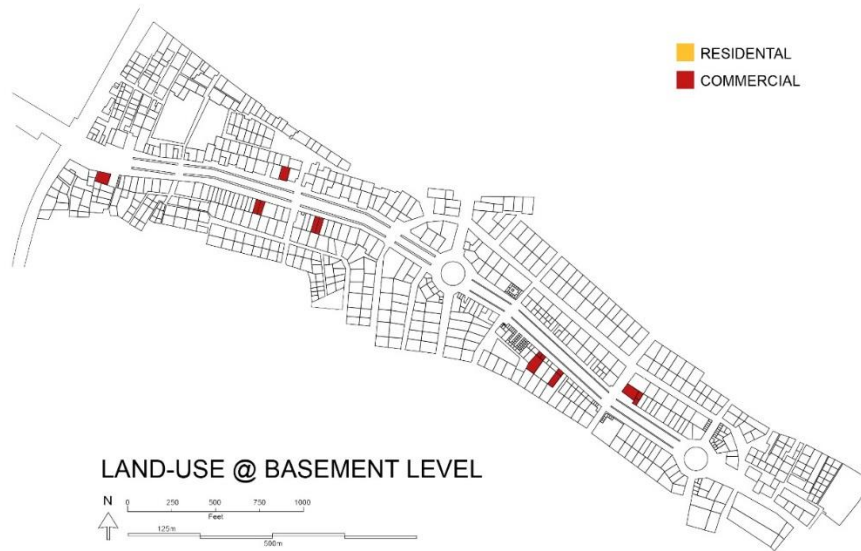 RESIDENTAL
COMMERCIAL
LAND-USE @ BASEMENT LEVEL
N
0 250 500 750 1000
Feet
125m
500m